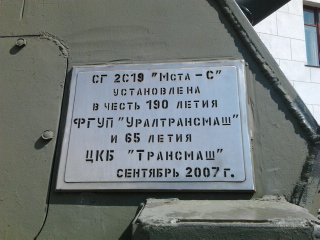 СГ 2С19 "Мста-С"
УСТАНОВЛЕНА
В ЧЕСТЬ 190 ЛЕТИЯ
ФГУП "УРАЛТРАНСМАШ"
И 65 ЛЕТИЯ
ЦКБ "ТРАНСМАШ"
СЕНТЯБРЬ 2007 Г.